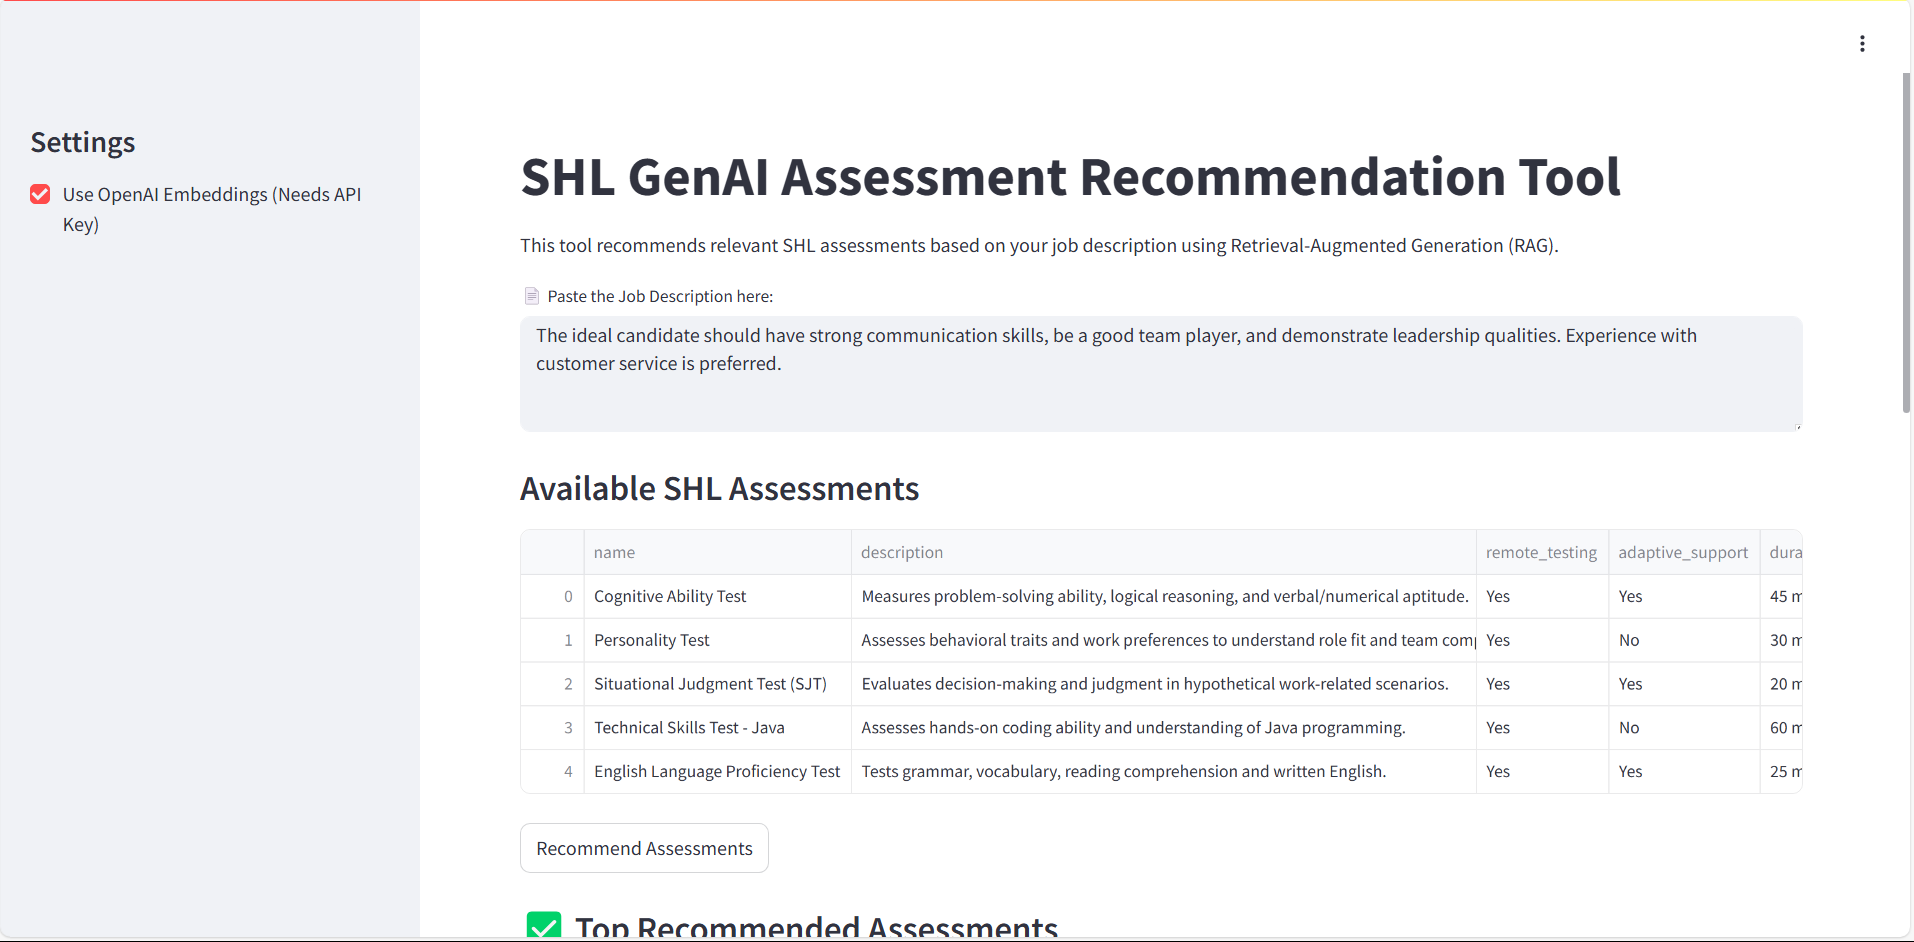 Settings
Use OpenAI Embeddings (Needs API
Key)
SHL GenAI Assessment Recommendation Tool
This tool recommends relevant SHL assessments based on your job description using Retrieval-Augmented Generation (RAG).
Paste the Job Description here:
The ideal candidate should have strong communication skills, be a good team player, and demonstrate leadership qualities. Experience with
customer service is preferred.
Available SHL Assessments
name description remote_testing adaptive_support dura
0 Cognitive Ability Test Measures problem-solving ability, logical reasoning, and verbal/numerical aptitude. Yes Yes 45 m
1 Personality Test Assesses behavioral traits and work preferences to understand role fit and team comp Yes No 30 m
2 Situational Judgment Test (SJT) Evaluates decision-making and judgment in hypothetical work-related scenarios. Yes Yes 20 m
3 Technical Skills Test - Java Assesses hands-on coding ability and understanding of Java programming. Yes No 60 m
4 English Language Proficiency Test Tests grammar, vocabulary, reading comprehension and written English. Yes Yes 25 m
Recommend Assessments
Top Recommended Assessments